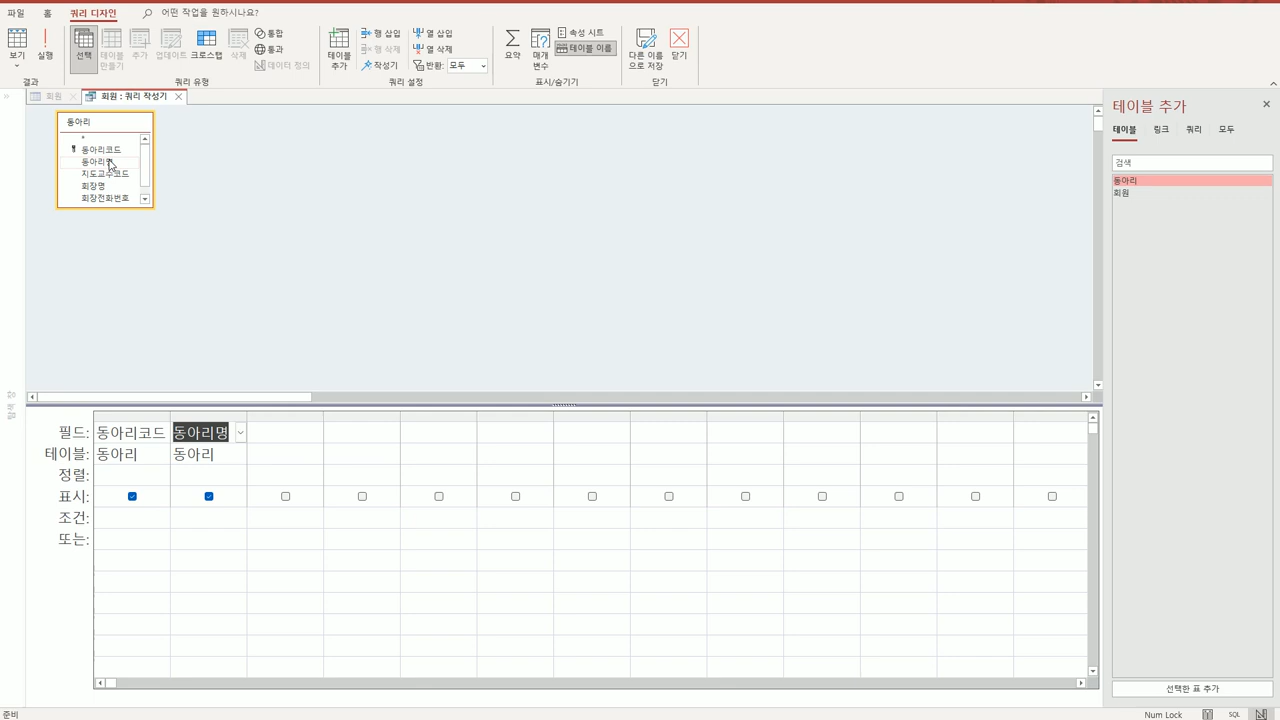 파일 홈 쿼리 디자인 어떤 작업을 원하시나요?
보기 실행 선택 테이블 만들기 추가 업데이트 크로스탭 삭제 통합
통과
데이터 정의
테이블 추가 행 삽입 열 삽입
행 삭제 열 삭제
작성기 반환: 모두
요약 매개 변수 속성 시트
테이블 이름
다른 이름으로 저장 닫기
결과 쿼리 유형 쿼리 설정 표시/숨기기 닫기
회원 회원 : 쿼리 작성기
동아리
*
동아리코드
동아리명
지도교수코드
회장명
회장전화번호
탐색 창
테이블 추가
테이블 링크 쿼리 모두
검색
동아리
회원
선택한 표 추가
필드: 동아리코드 동아리명
테이블: 동아리 동아리
정렬:
표시:
조건:
또는:
준비 Num Lock SQL